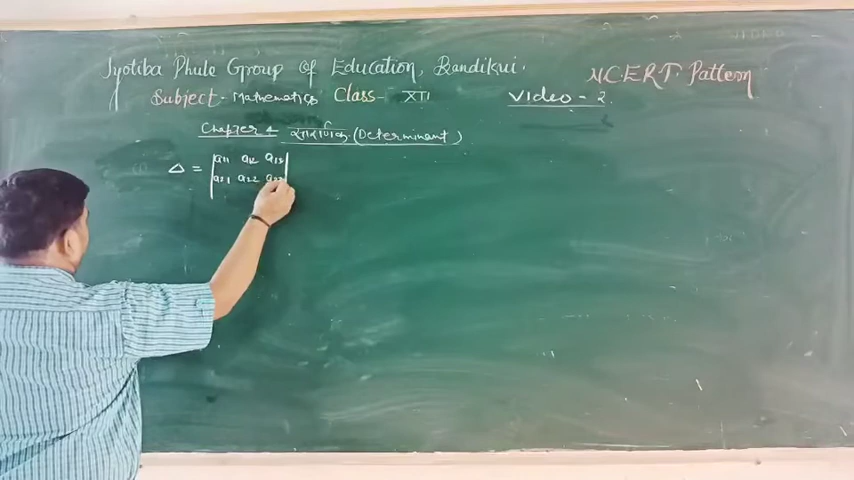 Jyotiba Phule Group of Education, Bandikui.
N.C.E.R.T. Pattern
Subject - Mathematics Class - XII
Video - 2
Chapter 4 सारणिक (Determinant)
Δ = | a11 a12 a13
a21 a22 a23